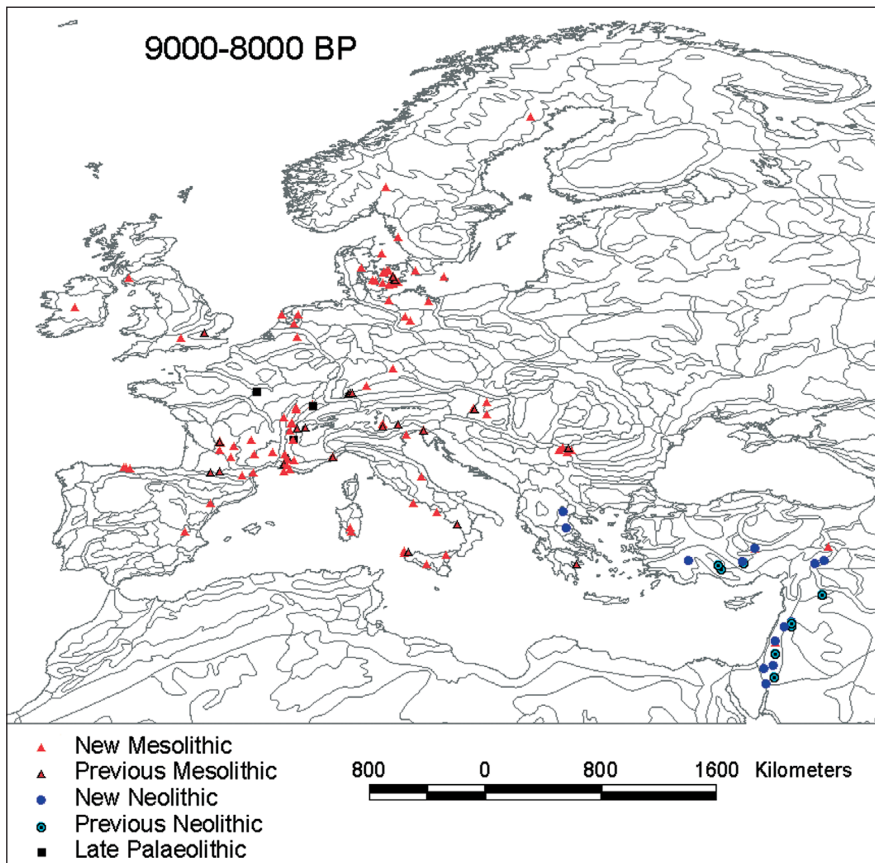 9000-8000 BP
New Mesolithic
Previous Mesolithic
New Neolithic
Previous Neolithic
Late Palaeolithic
800 0 800 1600 Kilometers